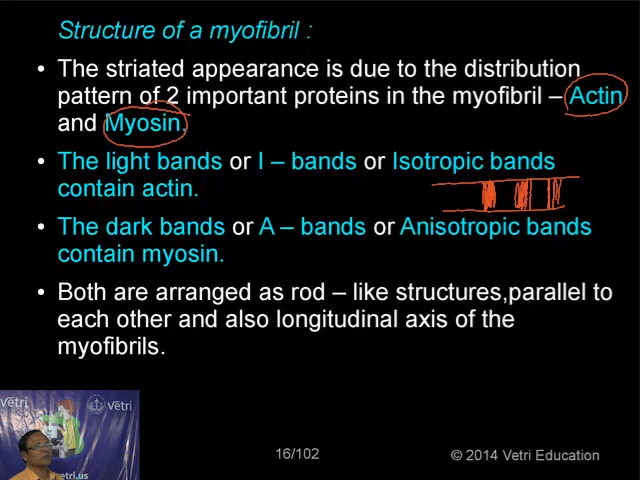 Structure of a myofibril :
• The striated appearance is due to the distribution
pattern of 2 important proteins in the myofibril – Actin
and Myosin.
• The light bands or I – bands or Isotropic bands
contain actin.
• The dark bands or A – bands or Anisotropic bands
contain myosin.
• Both are arranged as rod – like structures,parallel to
each other and also longitudinal axis of the
myofibrils.
Vetri
Vetri
etri.us
16/102
© 2014 Vetri Education